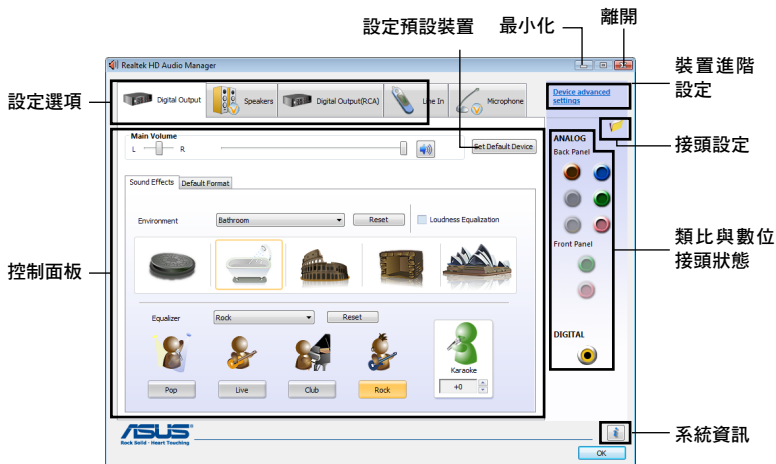 設定預設裝置
最小化
離開
Realtek HD Audio Manager
設定選項
Digital Output
Speakers
Digital Output(RCA)
Line In
Microphone
Device advanced
settings
裝置進階
設定
Main Volume
L
R
Set Default Device
ANALOG
Back Panel
接頭設定
Sound Effects
Default Format
Environment
Bathroom
Reset
Loudness Equalization
控制面板
Front Panel
類比與數位
接頭狀態
Equalizer
Rock
Reset
DIGITAL
Karaoke
Pop
Live
Club
Rock
+0
ASUS
Rock Solid · Heart Touching
系統資訊
OK